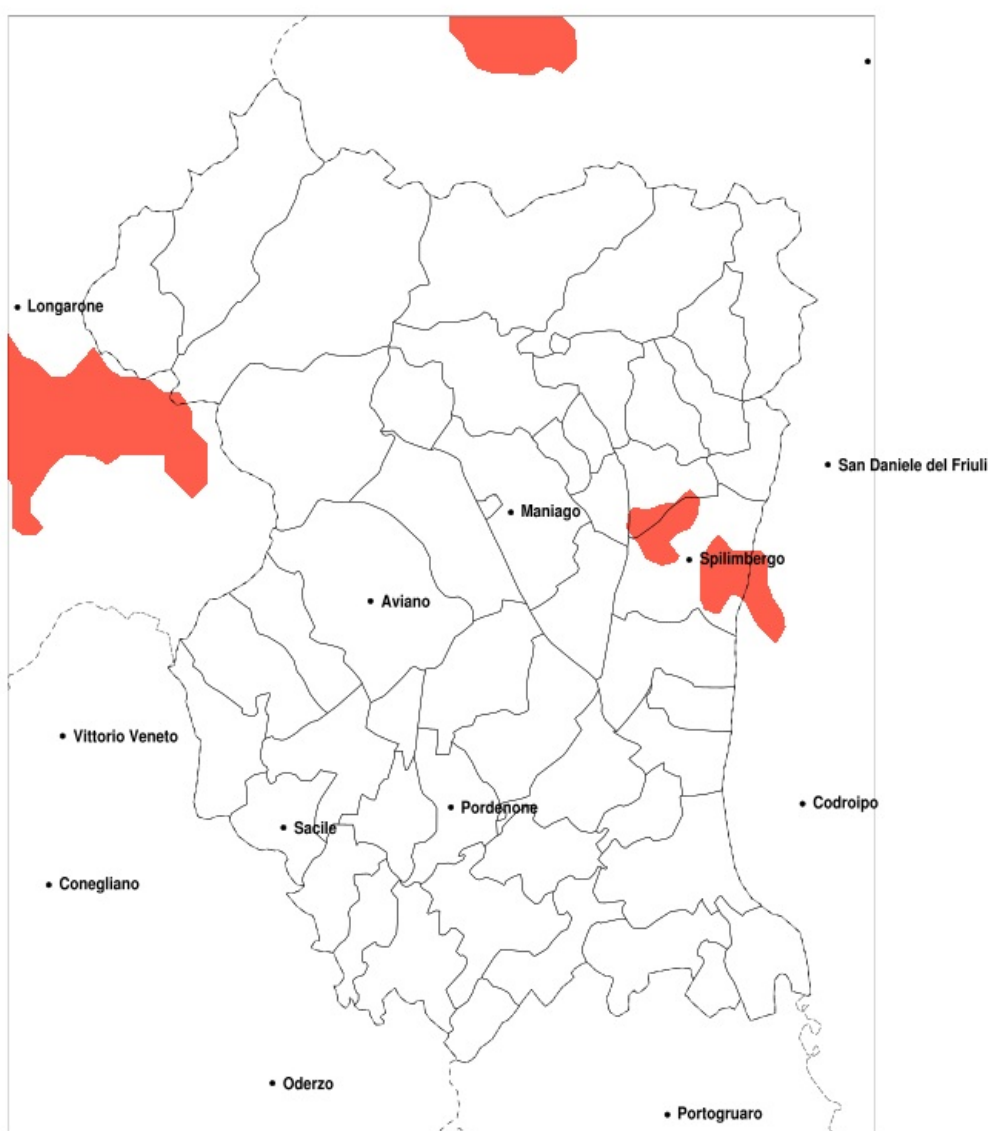 Longarone
San Daniele del Friuli
Maniago
Spilimbergo
Aviano
Vittorio Veneto
Codroipo
Pordenone
Sacile
Conegliano
Oderzo
Portogruaro